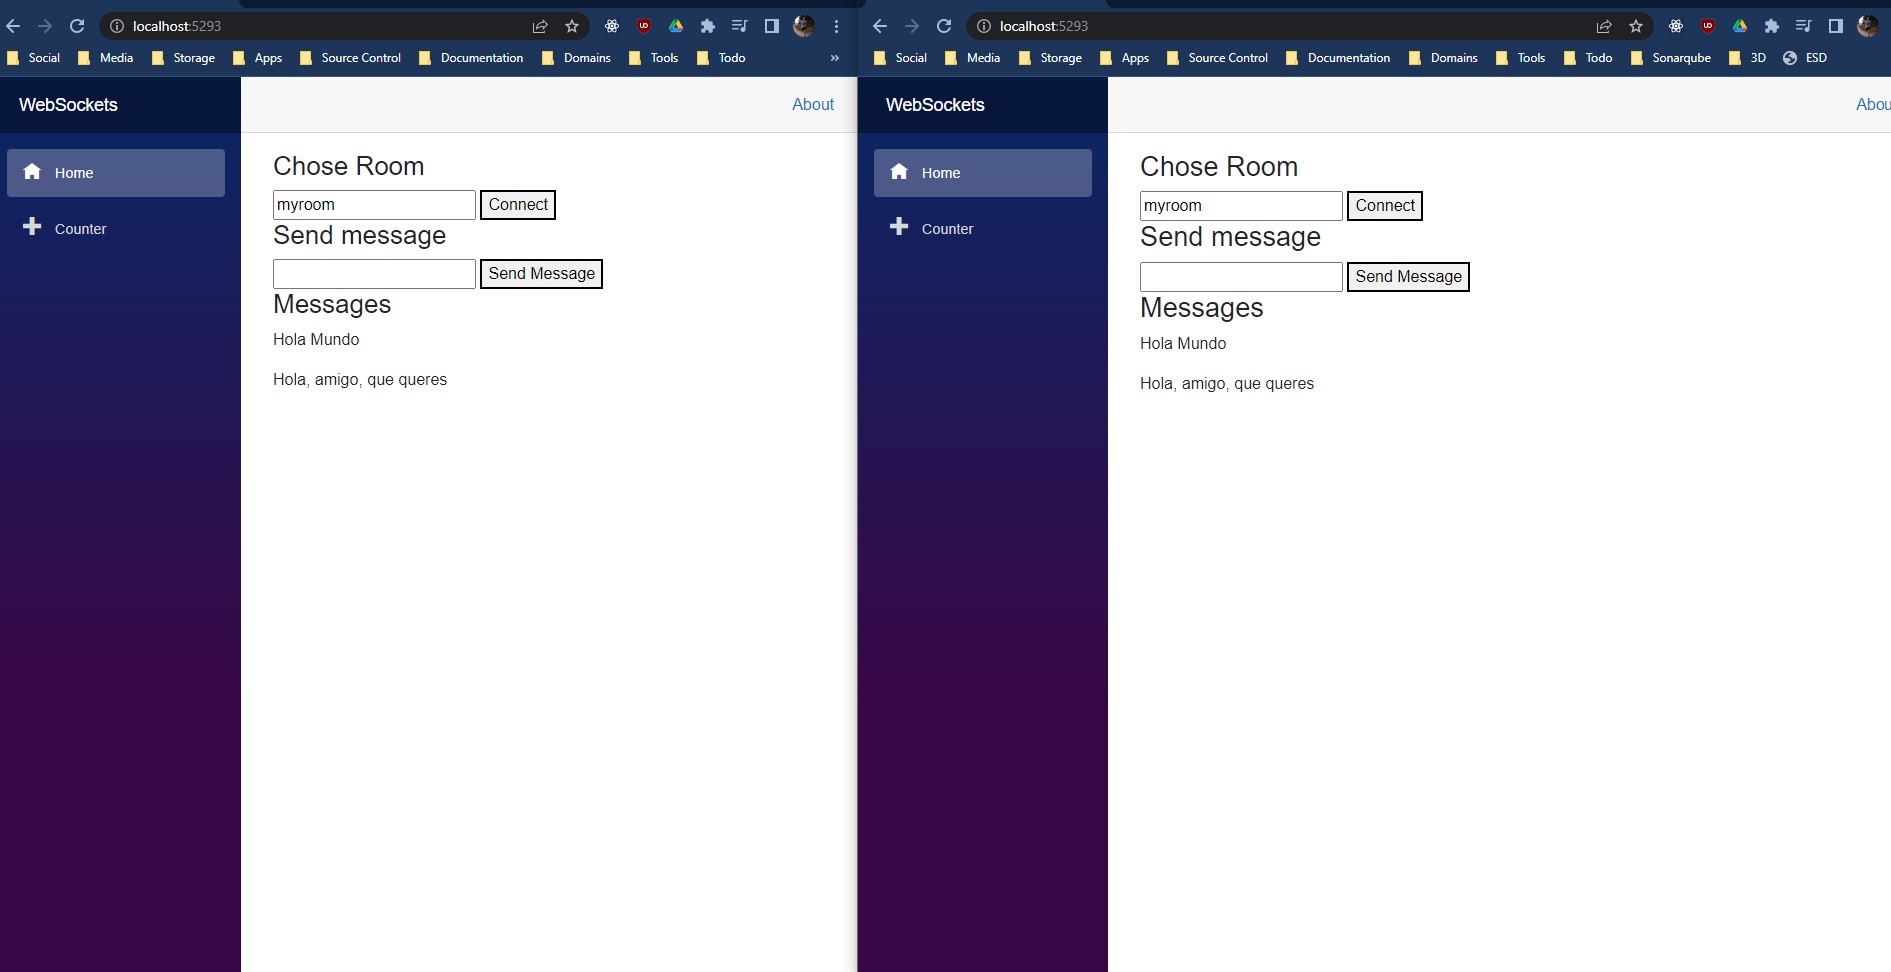 localhost:5293
Social Media Storage Apps Source Control Documentation Domains Tools Todo »
WebSockets
About
Home
Counter
Chose Room
myroom Connect
Send message
Send Message
Messages
Hola Mundo
Hola, amigo, que queres
localhost:5293
Social Media Storage Apps Source Control Documentation Domains Tools Todo Sonarqube 3D ESD
WebSockets
Abou
Home
Counter
Chose Room
myroom Connect
Send message
Send Message
Messages
Hola Mundo
Hola, amigo, que queres